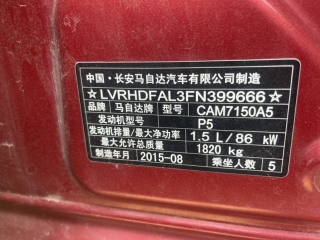 中国·长安马自达汽车有限公司制造
★LVRHDFAL3FN399666★
品牌 马自达牌 型号 CAM7150A5
发动机型号 P5
发动机排量/最大净功率 1.5 L/86 kW
最大允许总质量 1820 kg
制造年月 2015-08 乘坐人数 5